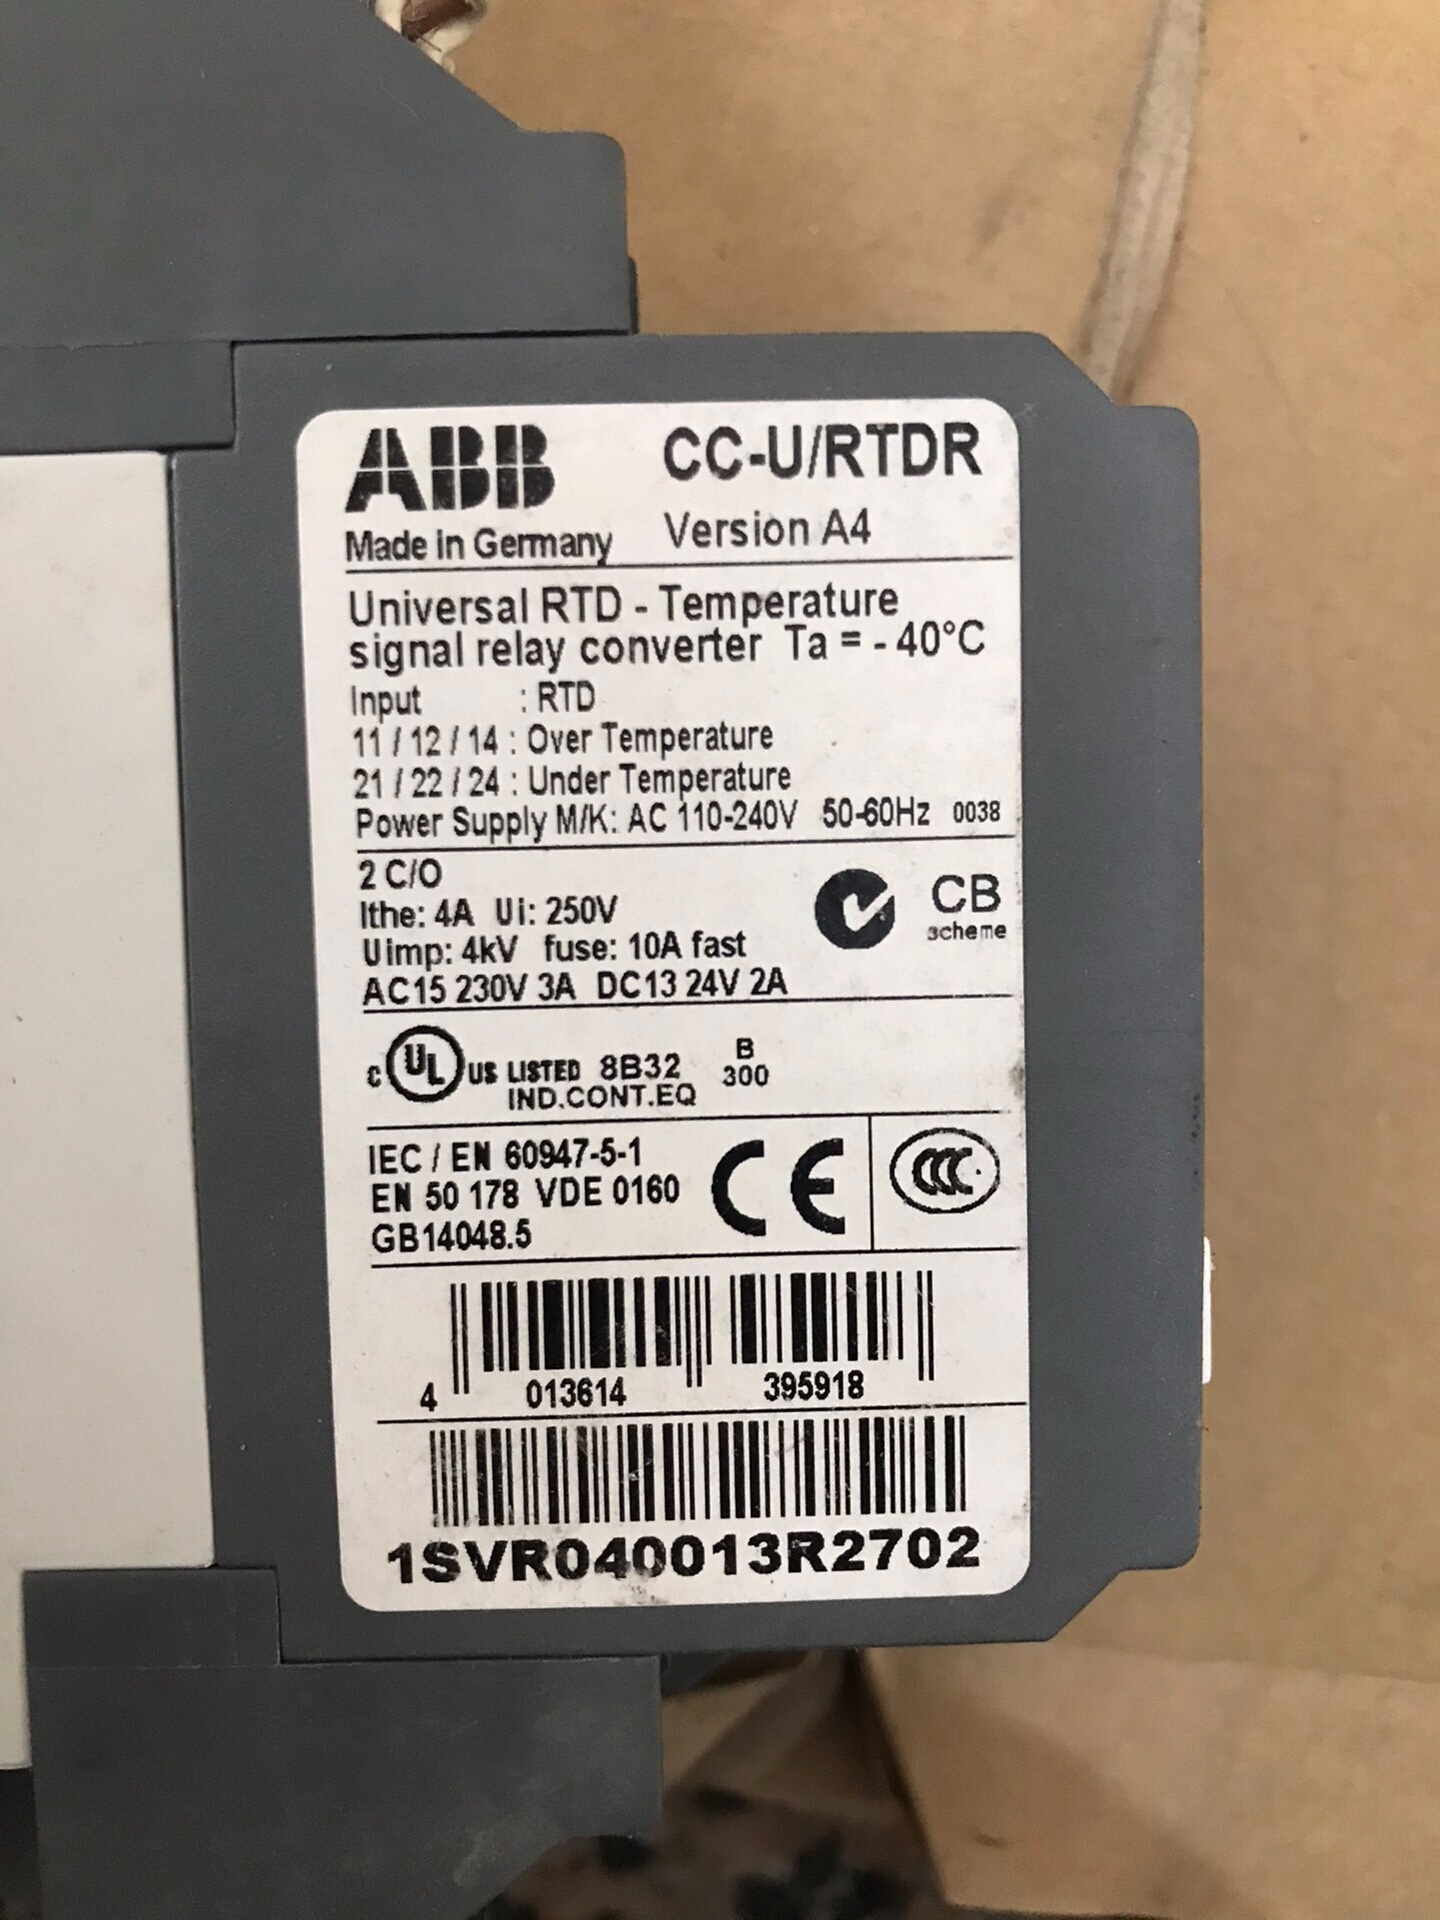 ABB CC-U/RTDR
Made in Germany Version A4
Universal RTD - Temperature
signal relay converter Ta = - 40°C
Input : RTD
11 / 12 / 14 : Over Temperature
21 / 22 / 24 : Under Temperature
Power Supply M/K: AC 110-240V 50-60Hz 0038
2 C/O
Ithe: 4A Ui: 250V
Uimp: 4kV fuse: 10A fast
AC15 230V 3A DC13 24V 2A
CB
scheme
c UL US LISTED 8B32 B
300
IND.CONT.EQ
IEC / EN 60947-5-1
EN 50 178 VDE 0160
GB14048.5
CE
CCC
4 013614 395918
1SVR040013R2702